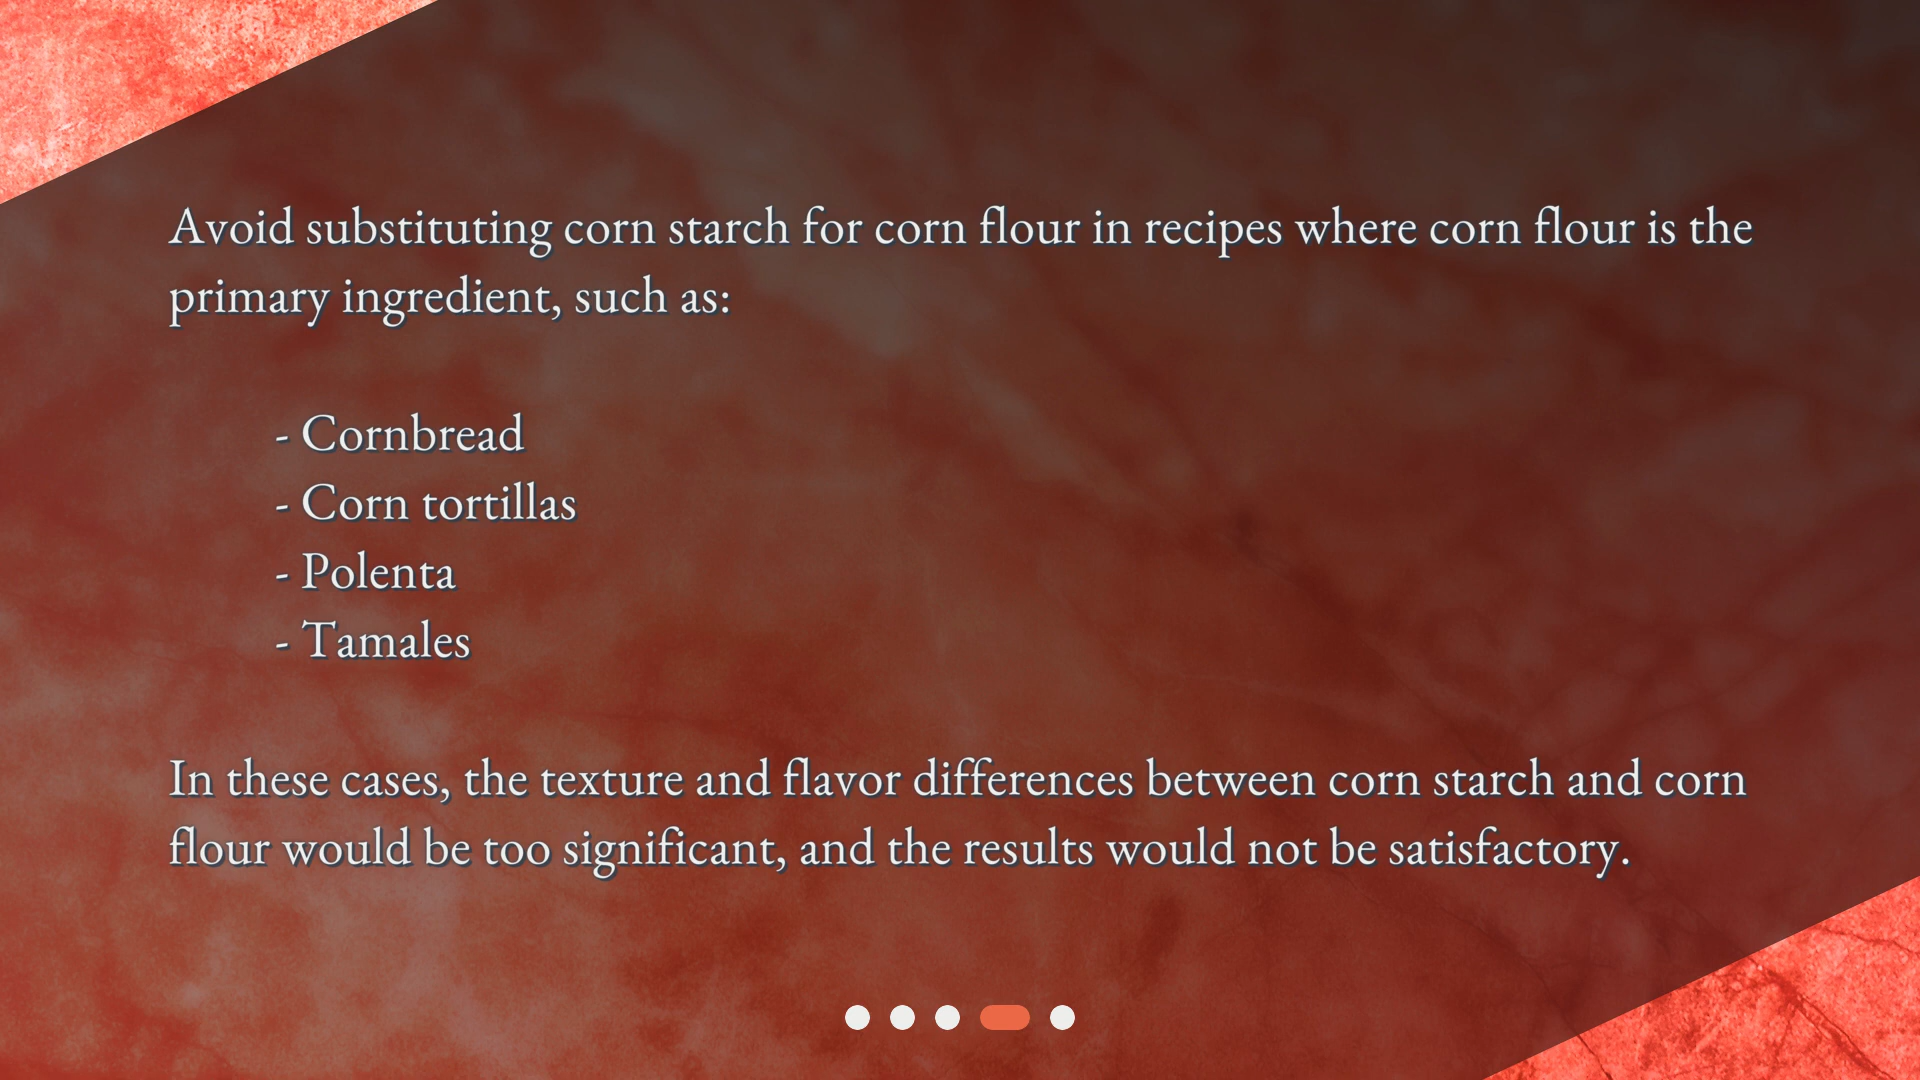 Avoid substituting corn starch for corn flour in recipes where corn flour is the
primary ingredient, such as:
- Cornbread
- Corn tortillas
- Polenta
- Tamales
In these cases, the texture and flavor differences between corn starch and corn
flour would be too significant, and the results would not be satisfactory.